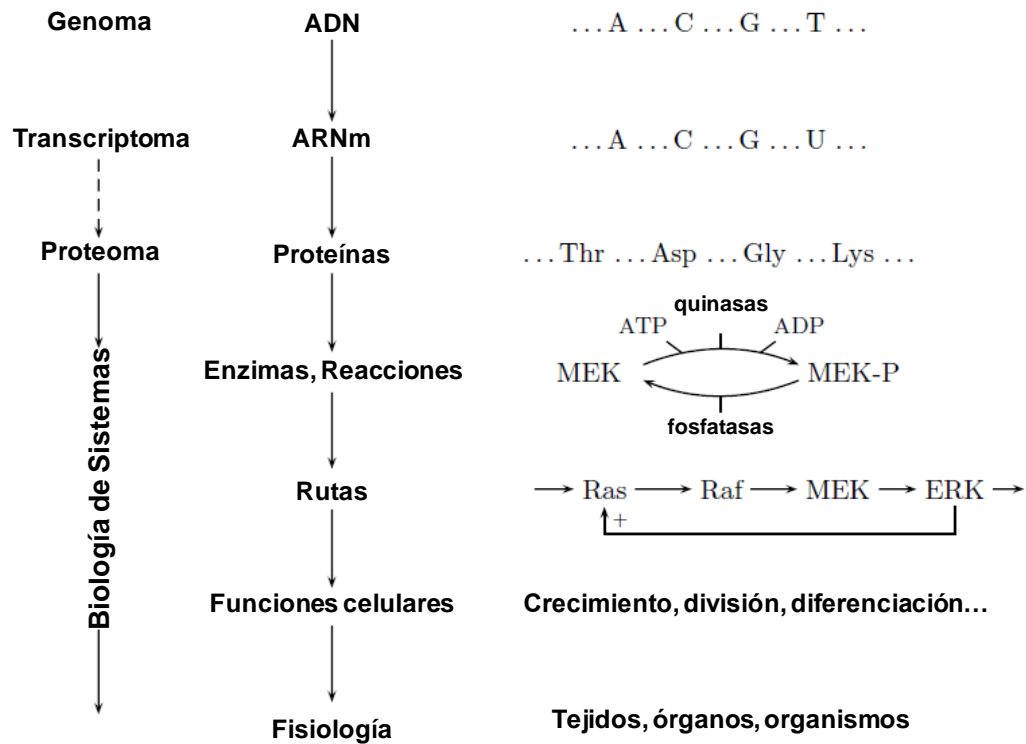 Genoma ADN … A … C … G … T …
Transcriptoma ARNm … A … C … G … U …
Proteoma Proteínas … Thr … Asp … Gly … Lys …
quinasas
ATP ADP
Enzimas, Reacciones MEK MEK-P
fosfatasas
Biología de Sistemas
Rutas Ras Raf MEK ERK
+
Funciones celulares Crecimiento, división, diferenciación…
Fisiología Tejidos, órganos, organismos